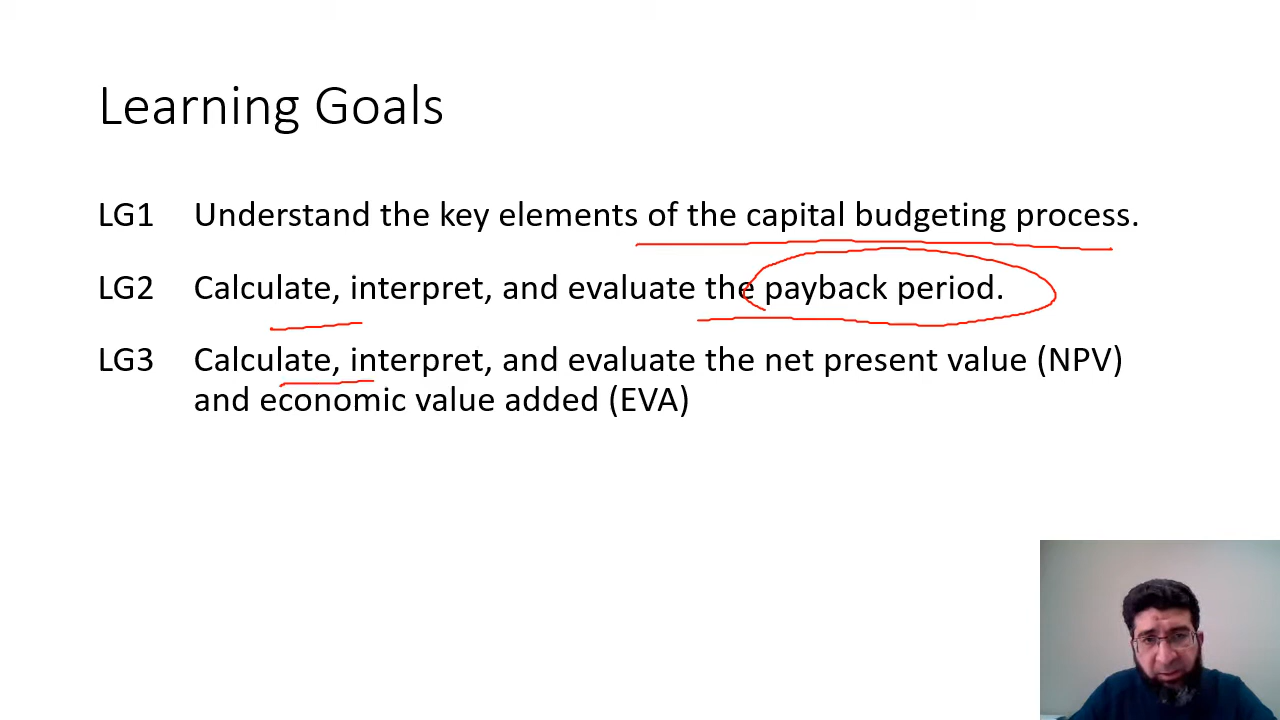 Learning Goals
LG1 Understand the key elements of the capital budgeting process.
LG2 Calculate, interpret, and evaluate the payback period.
LG3 Calculate, interpret, and evaluate the net present value (NPV)
and economic value added (EVA)